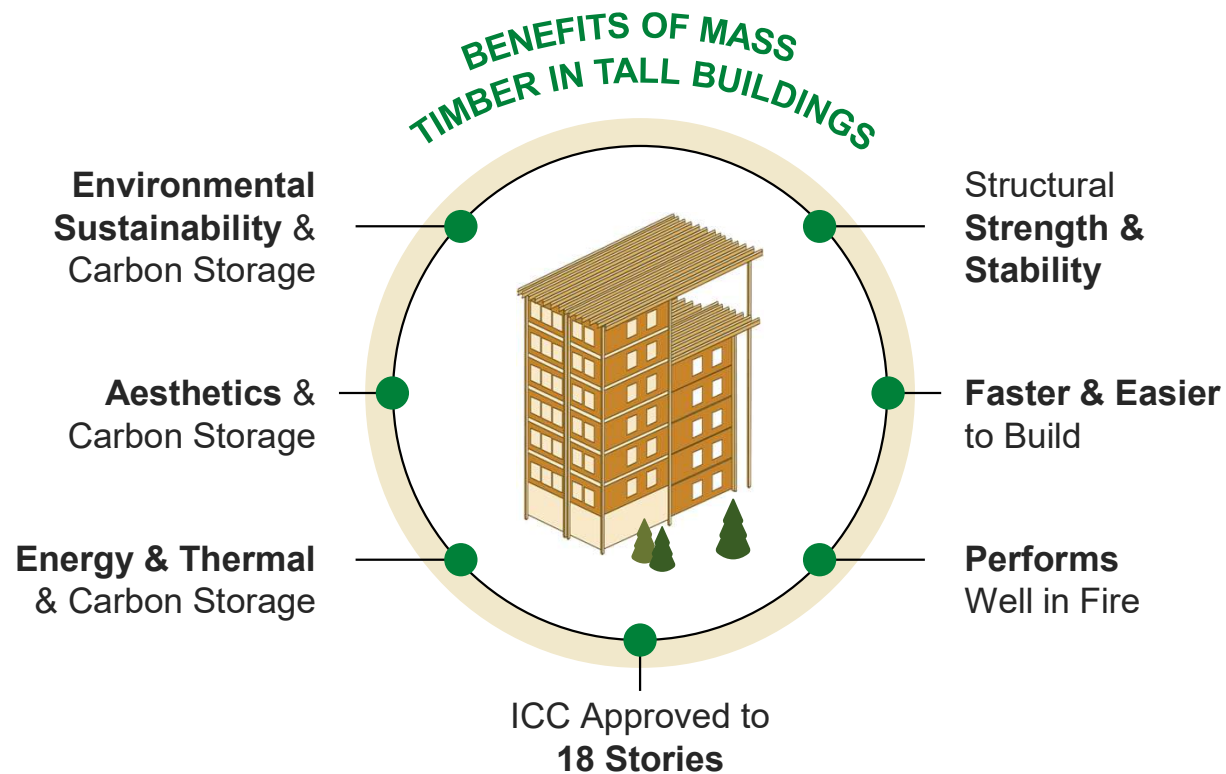 BENEFITS OF MASS
TIMBER IN TALL BUILDINGS
Environmental
Sustainability &
Carbon Storage
Aesthetics &
Carbon Storage
Energy & Thermal
& Carbon Storage
ICC Approved to
18 Stories
Structural
Strength &
Stability
Faster & Easier
to Build
Performs
Well in Fire